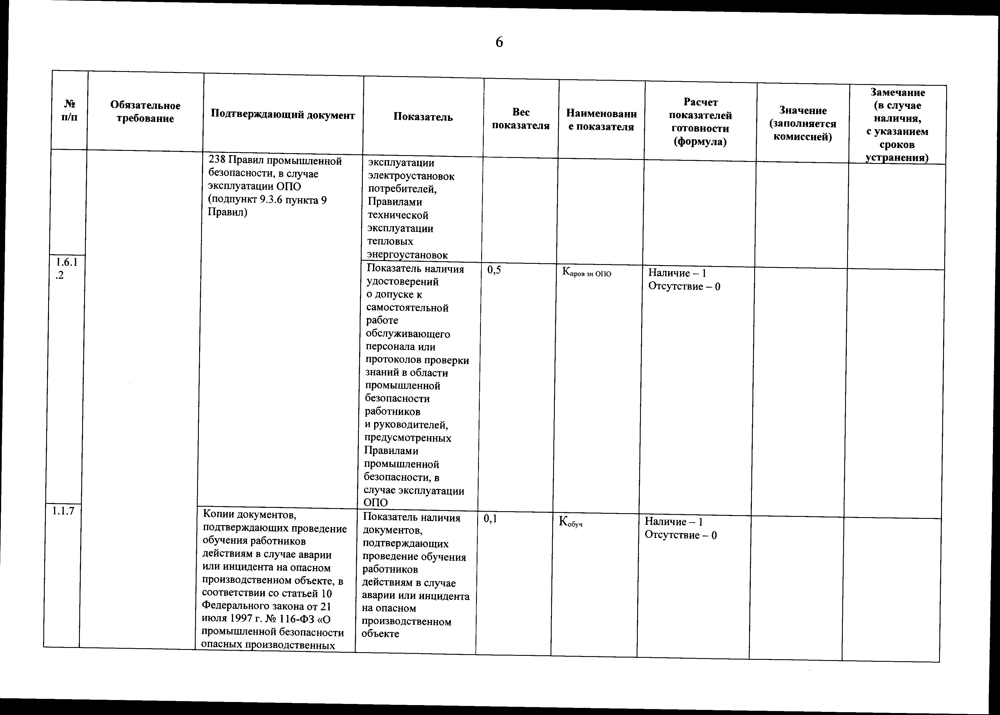 6
№
п/п
Обязательное
требование
Подтверждающий документ
Показатель
Вес
показателя
Наименовани
е показателя
Расчет
показателей
готовности
(формула)
Значение
(заполняется
комиссией)
Замечание
(в случае
наличия,
с указанием
сроков
устранения)
238 Правил промышленной
безопасности, в случае
эксплуатации ОПО
(подпункт 9.3.6 пункта 9
Правил)
эксплуатации
электроустановок
потребителей,
Правилами
технической
эксплуатации
тепловых
энергоустановок
1.6.1
.2
Показатель наличия
удостоверений
о допуске к
самостоятельной
работе
обслуживающего
персонала или
протоколов проверки
знаний в области
промышленной
безопасности
работников
и руководителей,
предусмотренных
Правилами
промышленной
безопасности, в
случае эксплуатации
ОПО
0,5
Кпров зн ОПО
Наличие – 1
Отсутствие – 0
1.1.7
Копии документов,
подтверждающих проведение
обучения работников
действиям в случае аварии
или инцидента на опасном
производственном объекте, в
соответствии со статьей 10
Федерального закона от 21
июля 1997 г. № 116-ФЗ «О
промышленной безопасности
опасных производственных
Показатель наличия
документов,
подтверждающих
проведение обучения
работников
действиям в случае
аварии или инцидента
на опасном
производственном
объекте
0,1
Кобуч
Наличие – 1
Отсутствие – 0